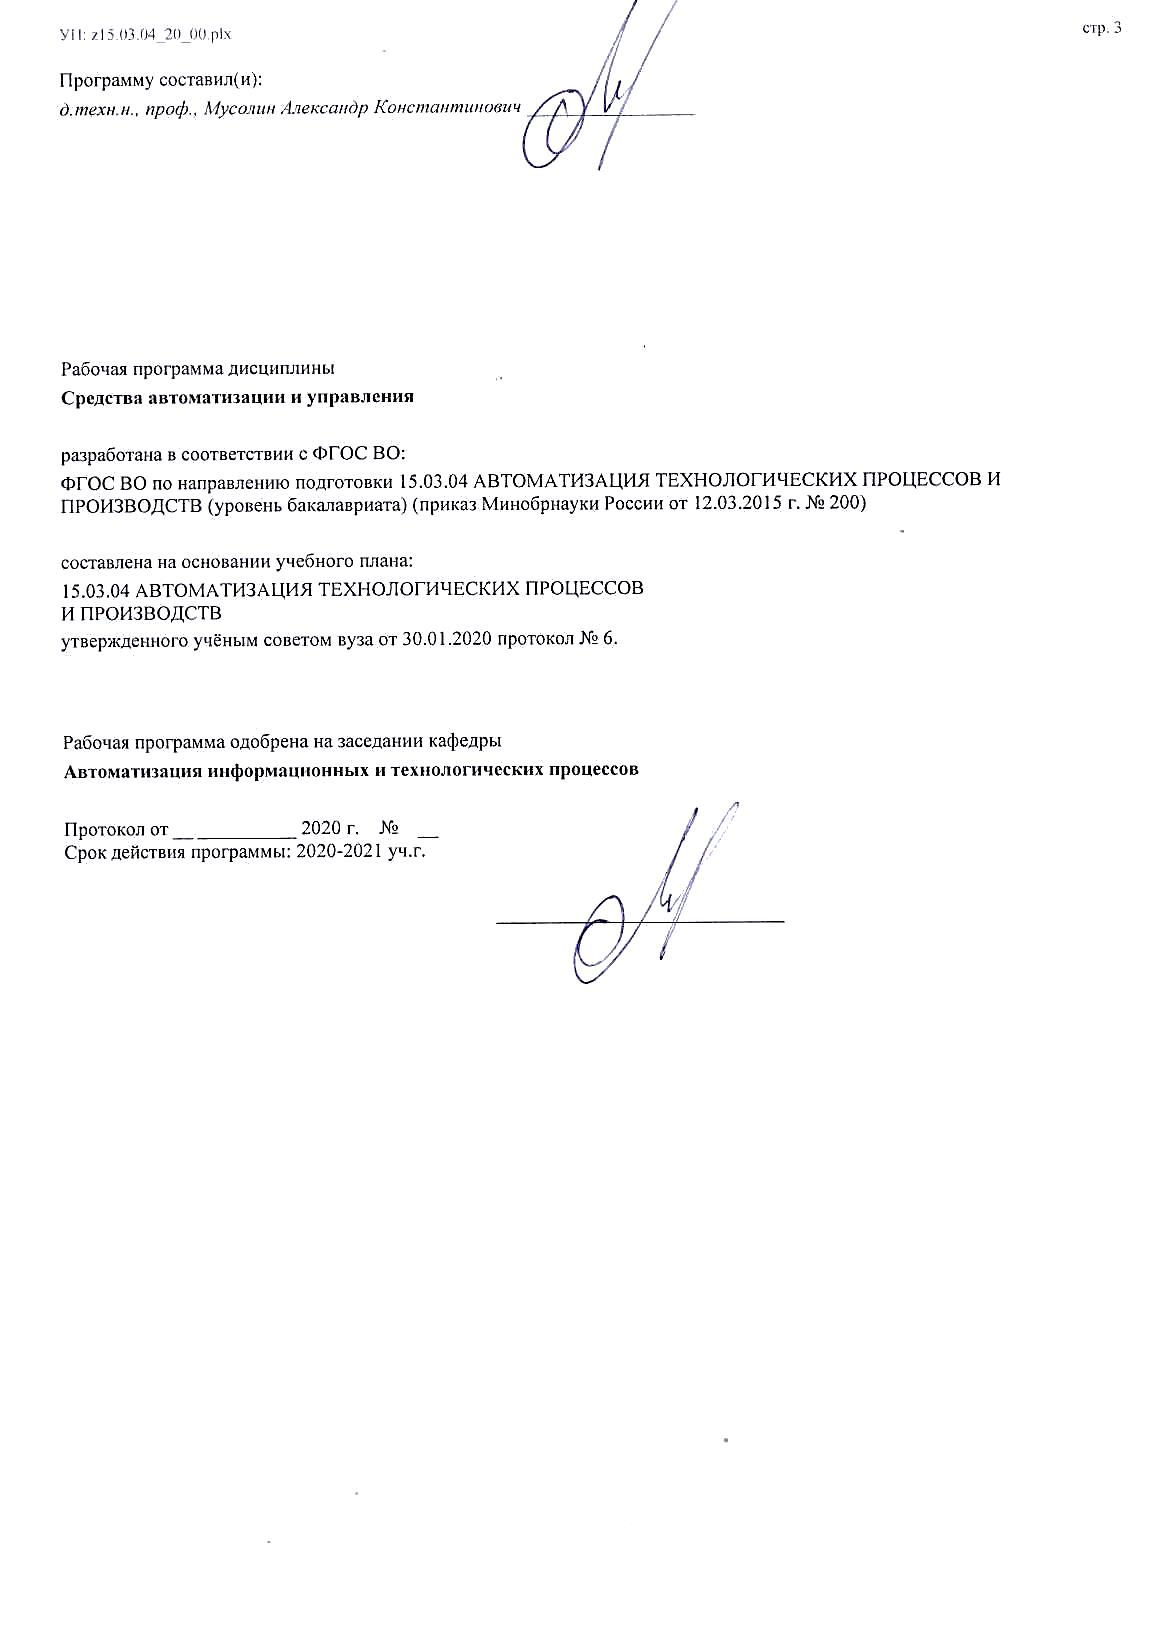 УП: z15.03.04_20_00.plx
стр. 3
Программу составил(и):
д.техн.н., проф., Мусолин Александр Константинович
Рабочая программа дисциплины
Средства автоматизации и управления
разработана в соответствии с ФГОС ВО:
ФГОС ВО по направлению подготовки 15.03.04 АВТОМАТИЗАЦИЯ ТЕХНОЛОГИЧЕСКИХ ПРОЦЕССОВ И
ПРОИЗВОДСТВ (уровень бакалавриата) (приказ Минобрнауки России от 12.03.2015 г. № 200)
составлена на основании учебного плана:
15.03.04 АВТОМАТИЗАЦИЯ ТЕХНОЛОГИЧЕСКИХ ПРОЦЕССОВ
И ПРОИЗВОДСТВ
утвержденного учёным советом вуза от 30.01.2020 протокол № 6.
Рабочая программа одобрена на заседании кафедры
Автоматизация информационных и технологических процессов
Протокол от __ __________ 2020 г. № __
Срок действия программы: 2020-2021 уч.г.